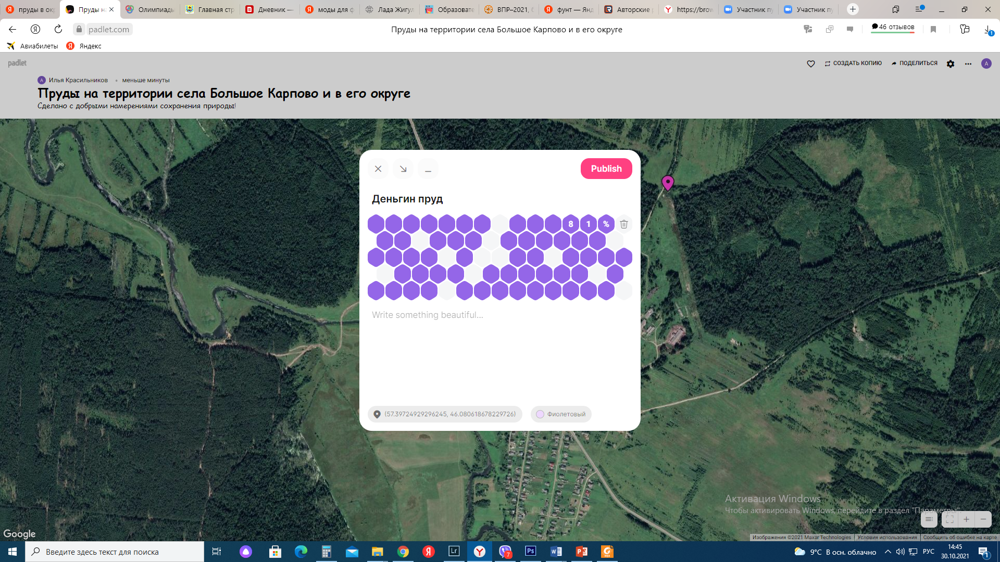 пруды в окр
Пруды на
Олимпиады
Главная стр
Дневник —
моды для ф
Лада Жигул
Образовате
ВПР–2021, б
фунт — Янд
Авторские р
https://brow
Участник пу
Участник пу
padlet.com
Пруды на территории села Большое Карпово и в его округе
46 отзывов
1
Авиабилеты
Яндекс
padlet
СОЗДАТЬ КОПИЮ
ПОДЕЛИТЬСЯ
A
A Илья Красильников • меньше минуты
Пруды на территории села Большое Карпово и в его округе
Сделано с добрыми намерениями сохранения природы!
Publish
Деньгин пруд
81%
Write something beautiful...
(57.39724929296245, 46.080618678229726)
Фиолетовый
Активация Windows
Чтобы активировать Windows, перейдите в раздел "Параметры".
Google
Изображения ©2021 Maxar Technologies
Условия использования
Сообщить об ошибке на карте
Введите здесь текст для поиска
Lr
7
Ps
9°C В осн. облачно
РУС
14:45
30.10.2021
1